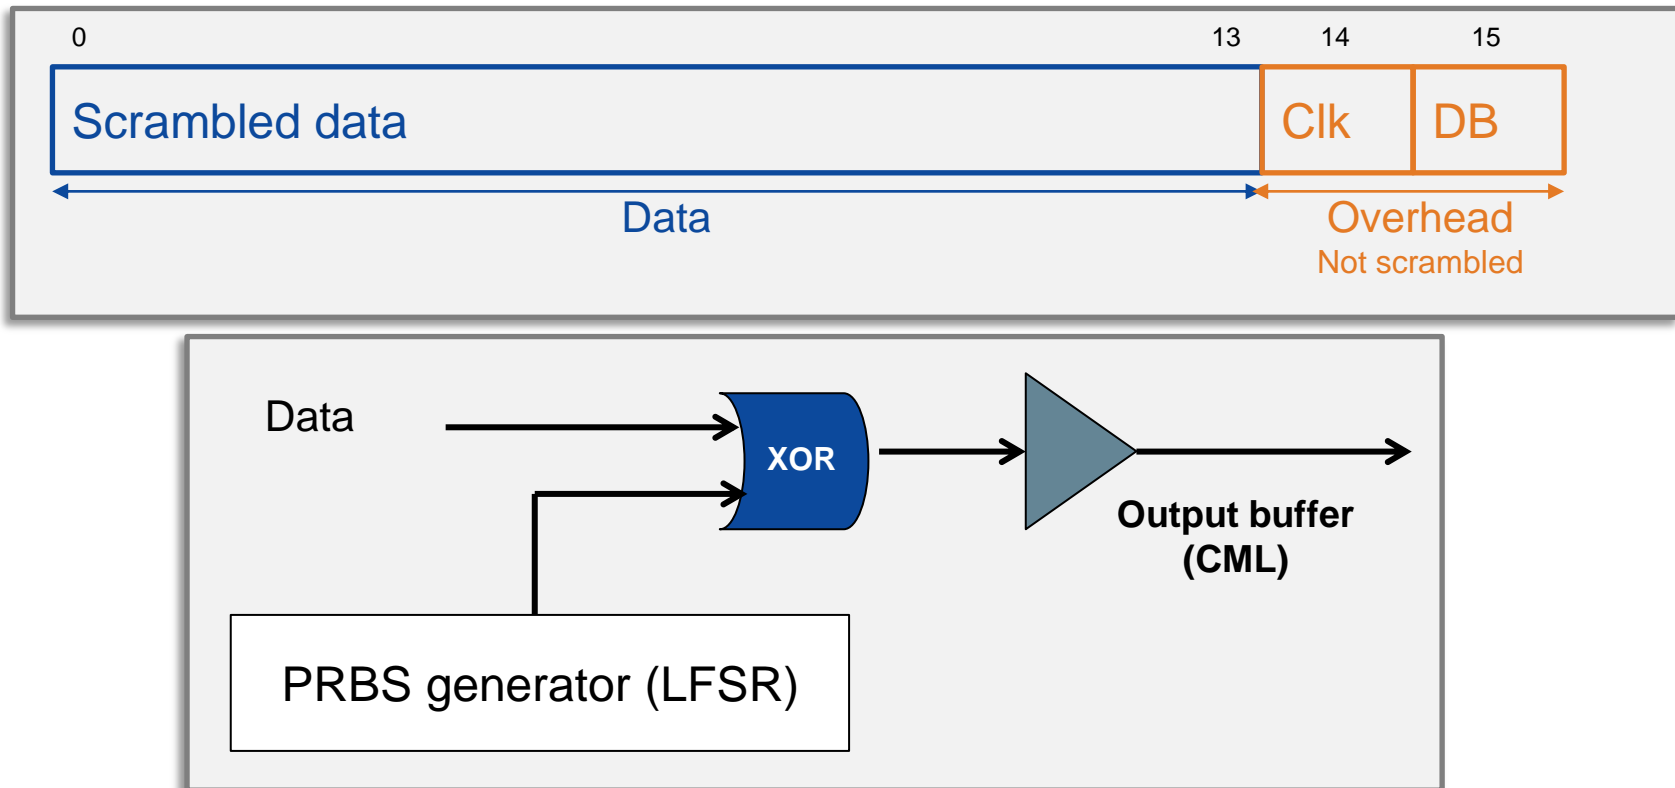 0 13 14 15
Scrambled data Clk DB
Data Overhead
Not scrambled
Data
XOR
Output buffer
(CML)
PRBS generator (LFSR)